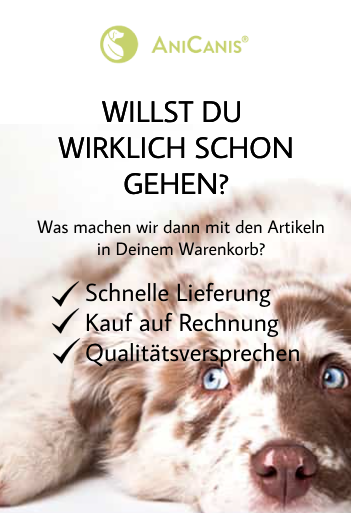 ANICANIS®
WILLST DU
WIRKLICH SCHON
GEHEN?
Was machen wir dann mit den Artikeln
in Deinem Warenkorb?
✓ Schnelle Lieferung
✓ Kauf auf Rechnung
✓ Qualitätsversprechen